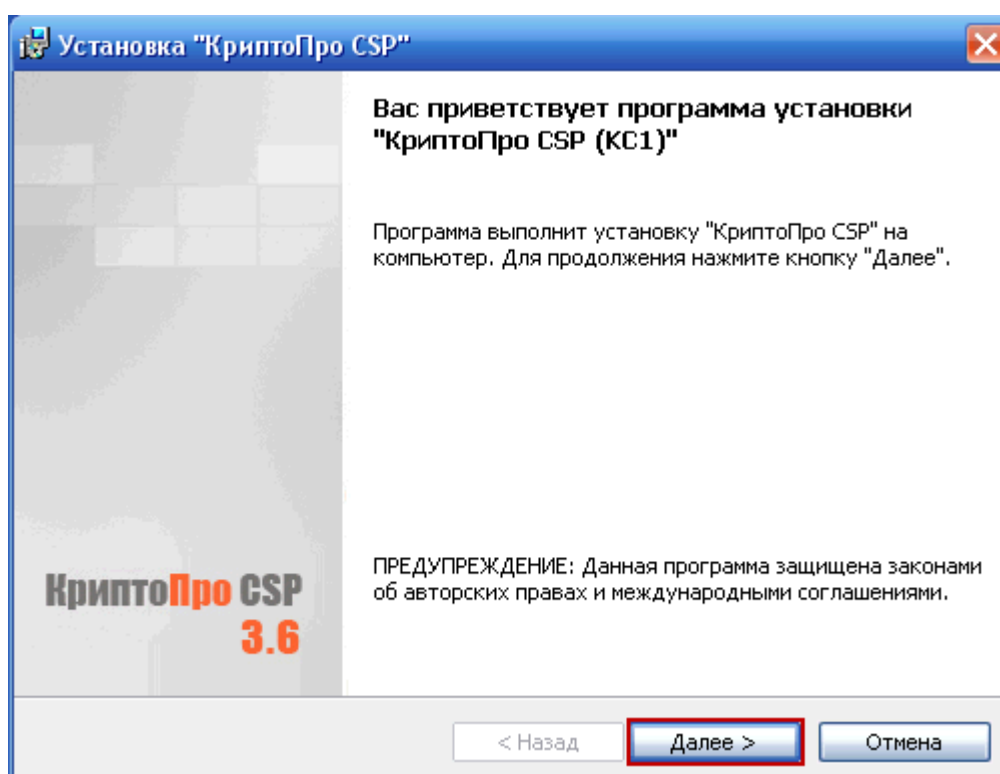 Установка "КриптоПро CSP"
Вас приветствует программа установки
"КриптоПро CSP (KC1)"
Программа выполнит установку "КриптоПро CSP" на
компьютер. Для продолжения нажмите кнопку "Далее".
ПРЕДУПРЕЖДЕНИЕ: Данная программа защищена законами
об авторских правах и международными соглашениями.
КриптоПро CSP
3.6
< Назад
Далее >
Отмена